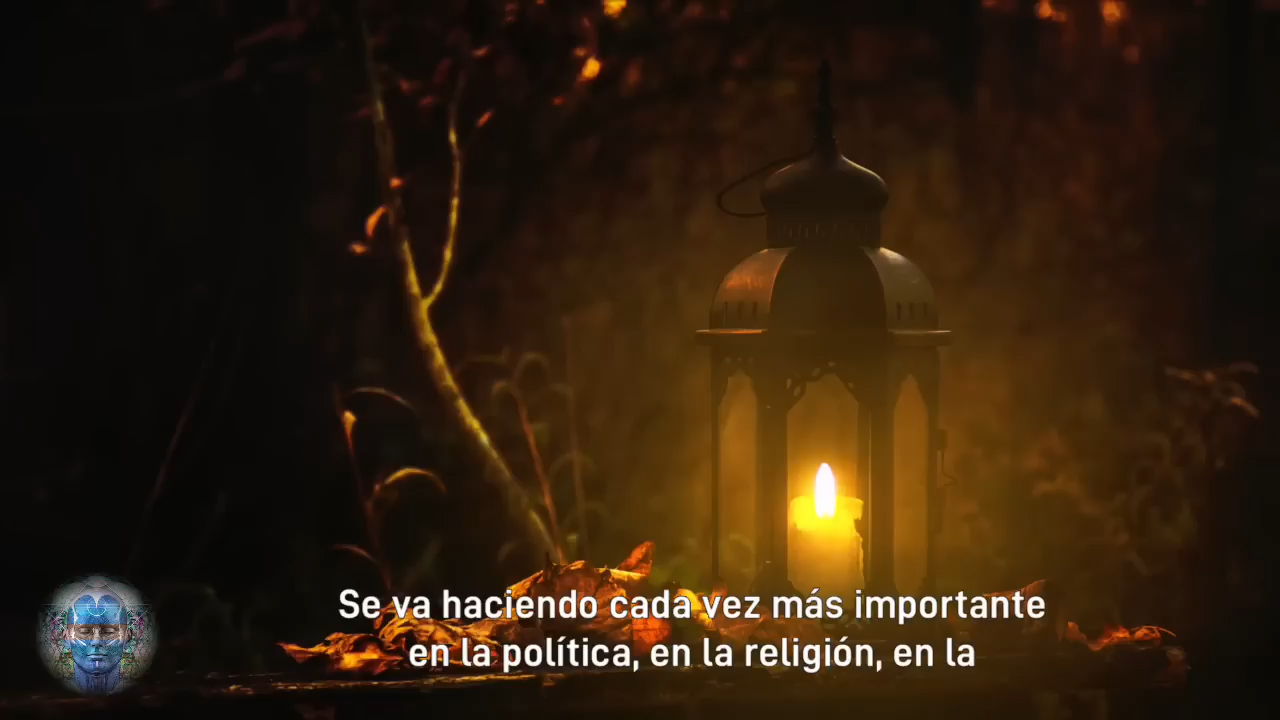 Se va haciendo cada vez más importante
en la política, en la religión, en la